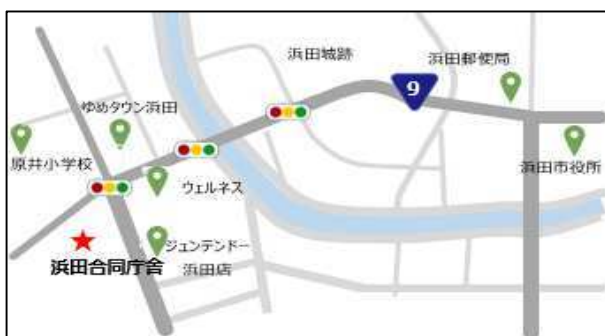 浜田城跡
浜田郵便局
9
ゆめタウン浜田
原井小学校
ウェルネス
浜田市役所
ジュンテンドー
浜田店
浜田合同庁舎